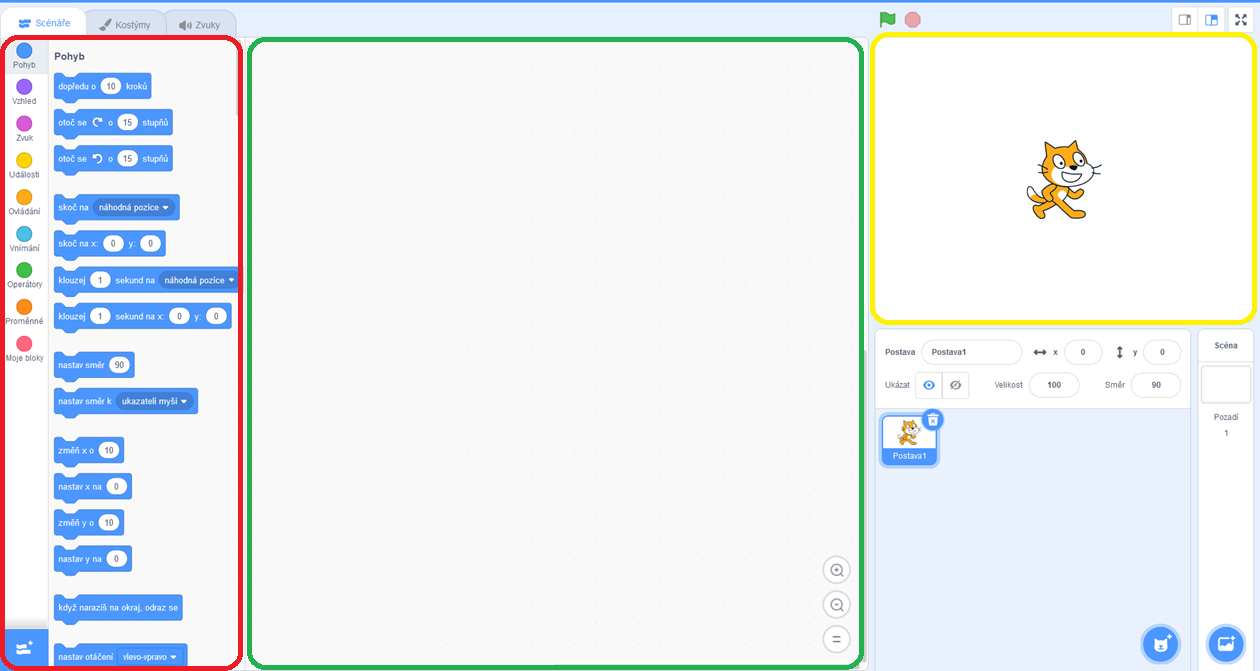 Scénáře
Kostýmy
Zvuky
Pohyb
Vzhled
Zvuk
Události
Ovládání
Vnímání
Operátory
Proměnné
Moje bloky
Pohyb
dopředu o 10 kroků
otoč se o 15 stupňů
otoč se o 15 stupňů
skoč na náhodná pozice
skoč na x: 0 y: 0
klouzej 1 sekund na náhodná pozice
klouzej 1 sekund na x: 0 y: 0
nastav směr 90
nastav směr k ukazateli myši
změň x o 10
nastav x na 0
změň y o 10
nastav y na 0
když narazíš na okraj, odraz se
nastav otáčení vlevo-vpravo
Postava Postava1 x 0 y 0
Ukázat Velikost 100 Směr 90
Postava1
Scéna
Pozadí
1